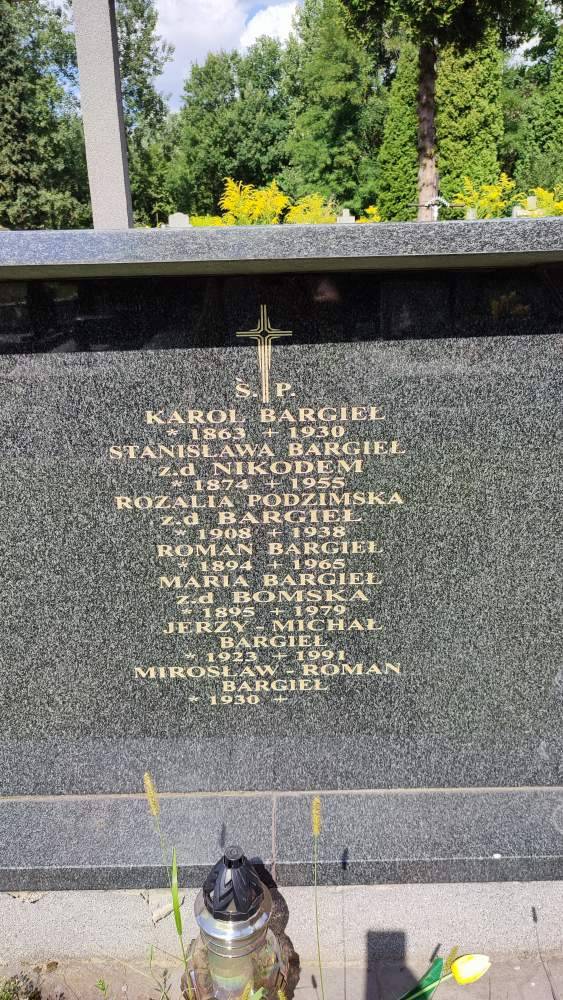 Ś. P.
KAROL BARGIEŁ
* 1863 + 1930
STANISŁAWA BARGIEŁ
z.d NIKODEM
* 1874 + 1955
ROZALIA PODZIMSKA
z.d BARGIEŁ
* 1908 + 1938
ROMAN BARGIEŁ
* 1894 + 1965
MARIA BARGIEŁ
z.d BOMSKA
* 1895 + 1979
JERZY - MICHAŁ
BARGIEŁ
* 1923 + 1991
MIROSŁAW - ROMAN
BARGIEŁ
* 1930 +